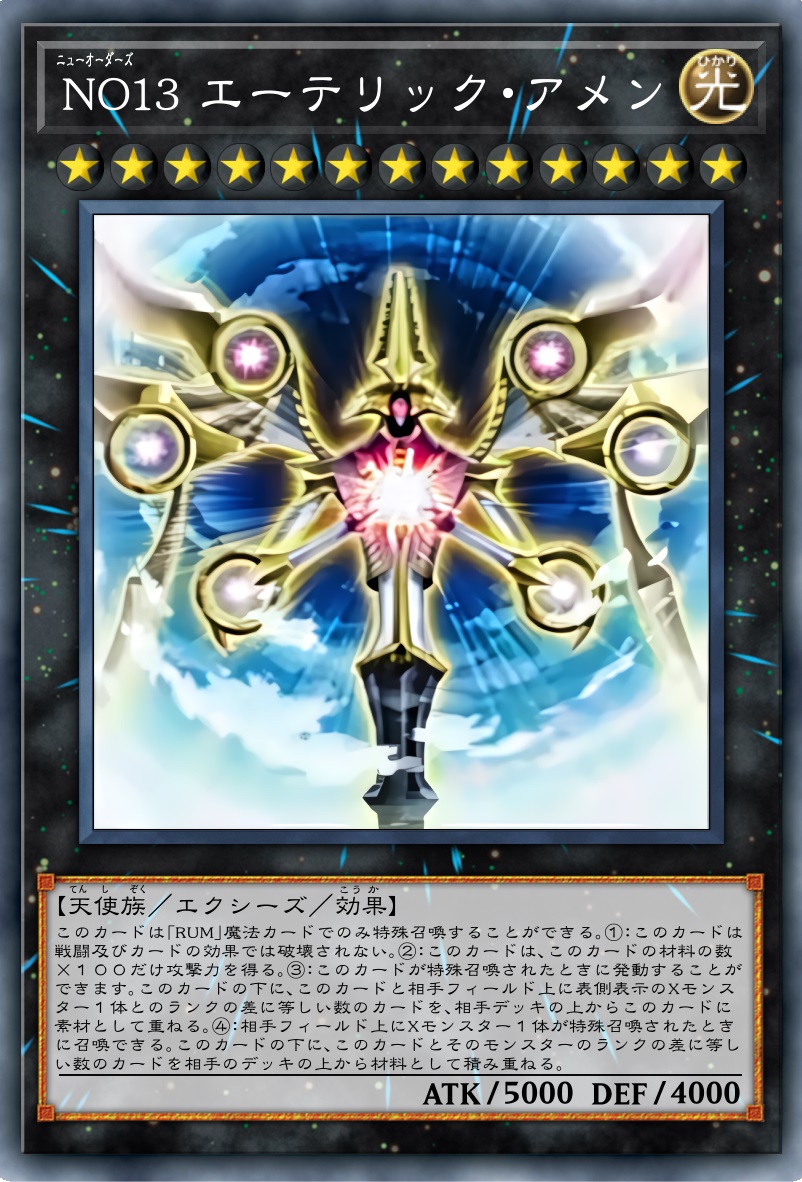 ニューオーダーズ
NO13 エーテリック・アメン
ひかり
光
てんしぞく こうか
【天使族／エクシーズ／効果】
このカードは「RUM」魔法カードでのみ特殊召喚することができる。①：このカードは
戦闘及びカードの効果では破壊されない。②：このカードは、このカードの材料の数
×１００だけ攻撃力を得る。③：このカードが特殊召喚されたときに発動することが
できます。このカードの下に、このカードと相手フィールド上に表側表示のXモンス
ター１体とのランクの差に等しい数のカードを、相手デッキの上からこのカードに
素材として重ねる。④：相手フィールド上にXモンスター１体が特殊召喚されたとき
に召喚できる。このカードの下に、このカードとそのモンスターのランクの差に等し
い数のカードを相手のデッキの上から材料として積み重ねる。
ATK/5000 DEF/4000